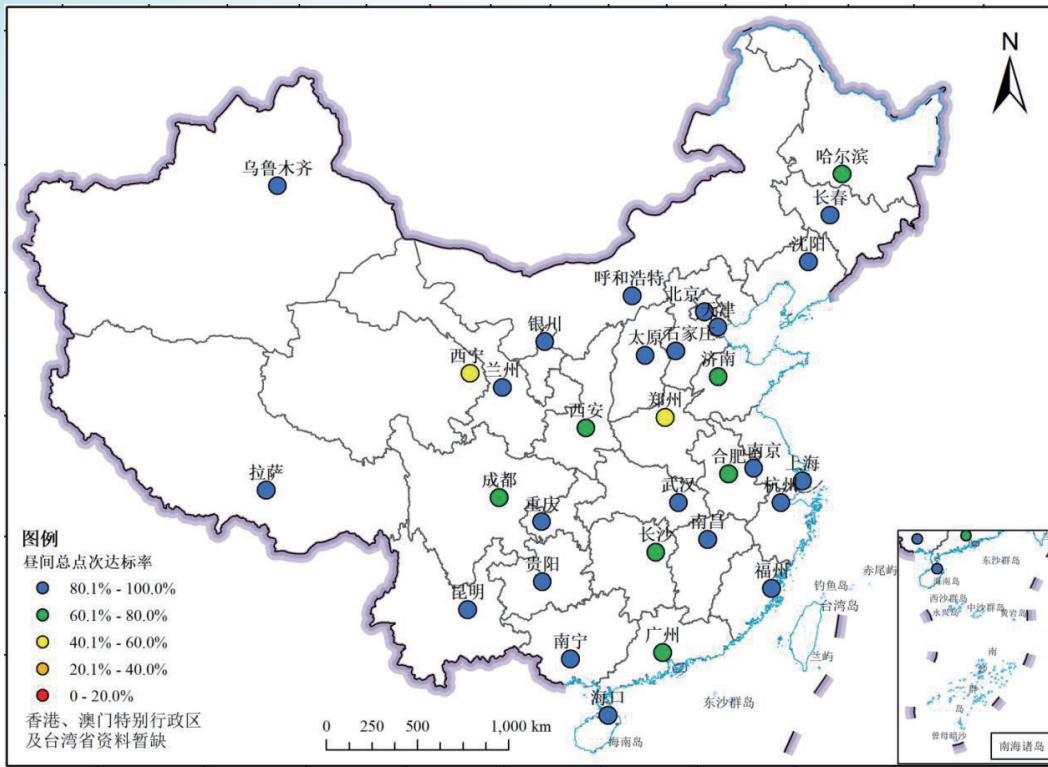 N
乌鲁木齐
哈尔滨
长春
沈阳
呼和浩特
北京
天津
银川
太原
石家庄
西宁
兰州
济南
西安
郑州
拉萨
成都
合肥
南京
上海
重庆
武汉
杭州
南昌
长沙
贵阳
福州
昆明
南宁
广州
海口
赤尾屿
钓鱼岛
台湾岛
兰屿
东沙群岛
海南岛
图例
昼间总点次达标率
80.1% - 100.0%
60.1% - 80.0%
40.1% - 60.0%
20.1% - 40.0%
0 - 20.0%
香港、澳门特别行政区
及台湾省资料暂缺
0 250 500 1,000 km
东沙群岛
海南岛
西沙群岛
中沙群岛
永兴岛
黄岩岛
南
沙
群
岛
曾母暗沙
南海诸岛